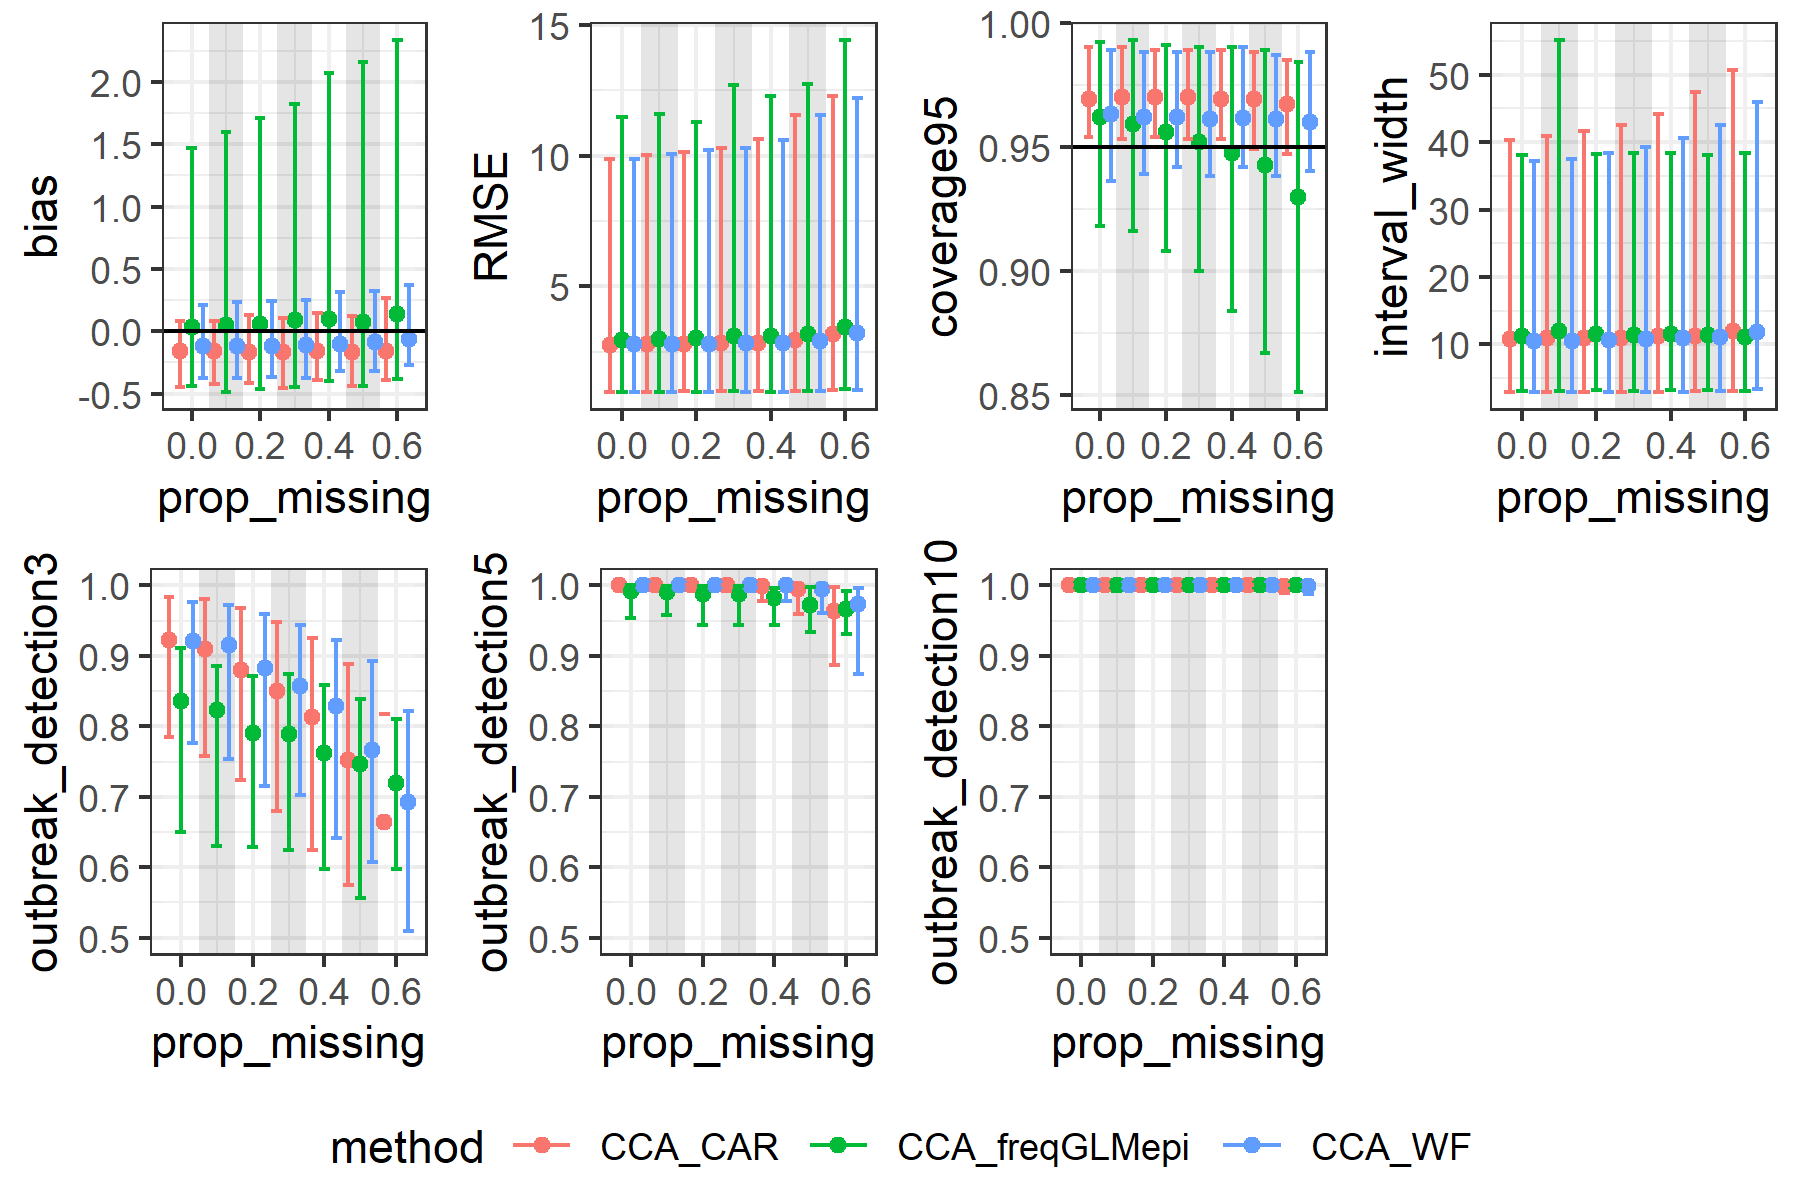 bias
2.0
1.5
1.0
0.5
0.0
-0.5
0.0 0.2 0.4 0.6
prop_missing
RMSE
15
10
5
0.0 0.2 0.4 0.6
prop_missing
coverage95
1.00
0.95
0.90
0.85
0.0 0.2 0.4 0.6
prop_missing
interval_width
50
40
30
20
10
0.0 0.2 0.4 0.6
prop_missing
outbreak_detection3
1.0
0.9
0.8
0.7
0.6
0.5
0.0 0.2 0.4 0.6
prop_missing
outbreak_detection5
1.0
0.9
0.8
0.7
0.6
0.5
0.0 0.2 0.4 0.6
prop_missing
outbreak_detection10
1.0
0.9
0.8
0.7
0.6
0.5
0.0 0.2 0.4 0.6
prop_missing
method CCA_CAR CCA_freqGLMepi CCA_WF